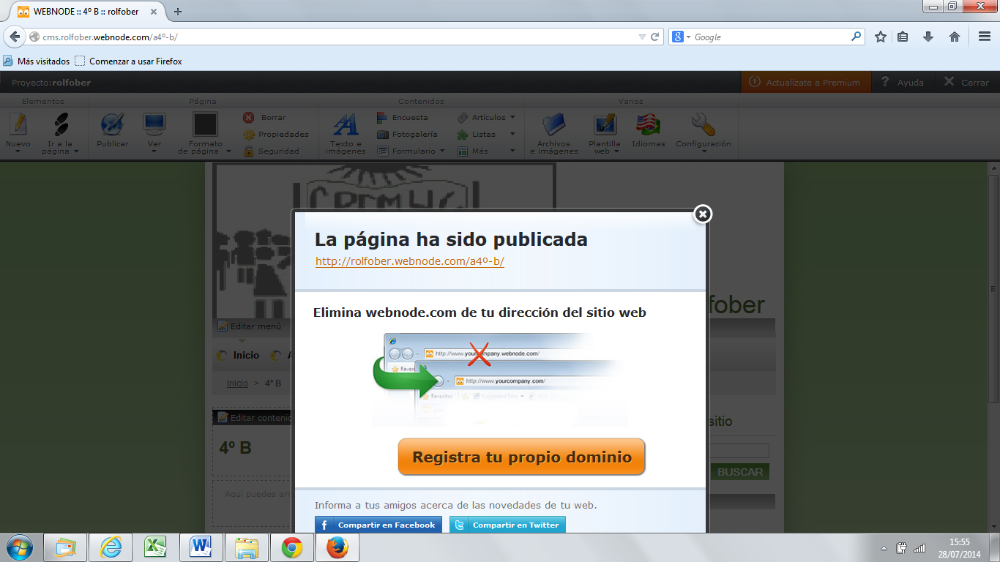 WEBNODE :: 4º B :: rolfober
cms.rolfober.webnode.com/a4º-b/
Google
Más visitados
Comenzar a usar Firefox
Proyecto:rolfober
Actualízate a Premium
? Ayuda
Cerrar
Elementos
Página
Contenidos
Varios
Nuevo
Ir a la página
Publicar
Ver
Formato de página
Borrar
Propiedades
Seguridad
Texto e imágenes
Encuesta
Fotogalería
Formulario
Artículos
Listas
Más
Archivos e imágenes
Plantilla web
Idiomas
Configuración
La página ha sido publicada
http://rolfober.webnode.com/a4º-b/
fober
Elimina webnode.com de tu dirección del sitio web
Editar menú
http://www.yourcompany.webnode.com/
Inicio
http://www.yourcompany.com/
Favorites
Suggested Sites
Inicio > 4º B
Editar contenid
sitio
4º B
Registra tu propio dominio
BUSCAR
Aquí puedes arr
Informa a tus amigos acerca de las novedades de tu web.
Compartir en Facebook
Compartir en Twitter
15:55
28/07/2014